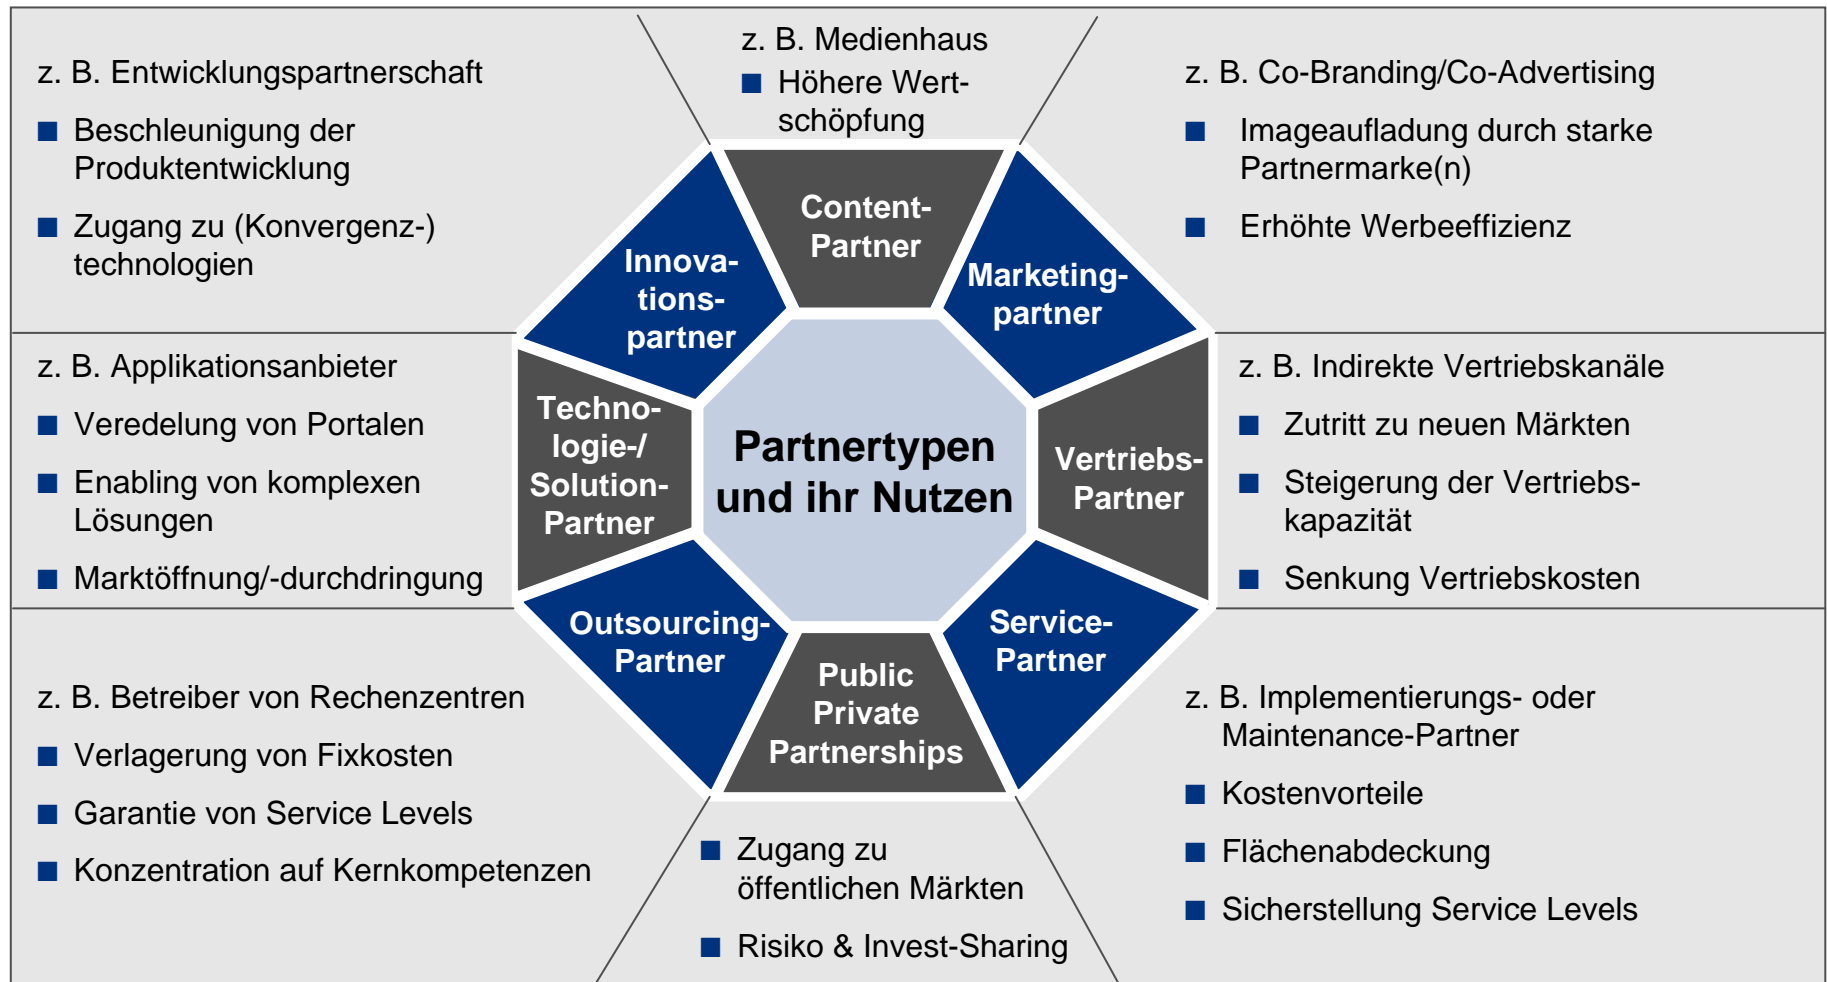 z. B. Entwicklungspartnerschaft
Beschleunigung der
Produktentwicklung
Zugang zu (Konvergenz-)
technologien
z. B. Medienhaus
Höhere Wert-
schöpfung
z. B. Co-Branding/Co-Advertising
Imageaufladung durch starke
Partnermarke(n)
Erhöhte Werbeeffizienz
Innova-
tions-
partner
Content-
Partner
Marketing-
partner
z. B. Applikationsanbieter
Veredelung von Portalen
Enabling von komplexen
Lösungen
Marktöffnung/-durchdringung
Techno-
logie-/
Solution-
Partner
Partnertypen
und ihr Nutzen
Vertriebs-
Partner
z. B. Indirekte Vertriebskanäle
Zutritt zu neuen Märkten
Steigerung der Vertriebs-
kapazität
Senkung Vertriebskosten
Outsourcing-
Partner
Public
Private
Partnerships
Service-
Partner
z. B. Betreiber von Rechenzentren
Verlagerung von Fixkosten
Garantie von Service Levels
Konzentration auf Kernkompetenzen
Zugang zu
öffentlichen Märkten
Risiko & Invest-Sharing
z. B. Implementierungs- oder
Maintenance-Partner
Kostenvorteile
Flächenabdeckung
Sicherstellung Service Levels